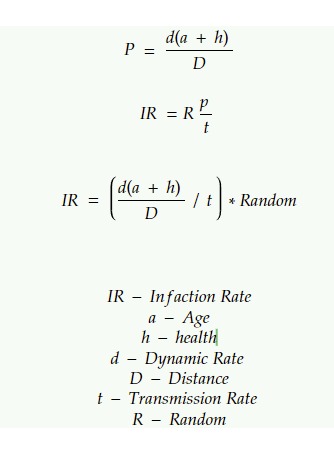 P = d(a + h) / D
IR = R p / t
IR = (d(a + h) / D / t) * Random
IR – Infaction Rate
a – Age
h – health
d – Dynamic Rate
D – Distance
t – Transmission Rate
R – Random